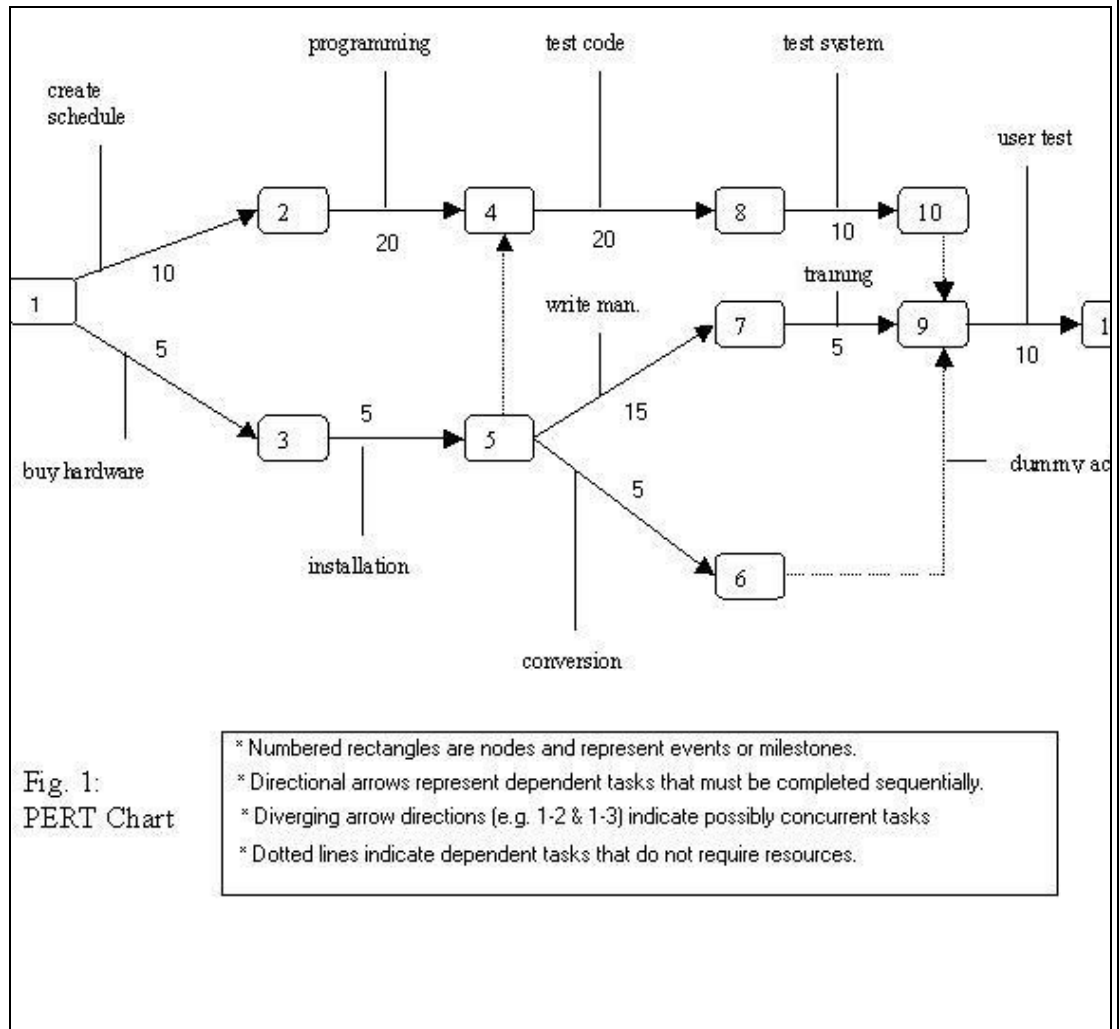 programming
test code
test system
create
schedule
user test
2
4
8
10
20
20
10
10
training
1
write man.
7
9
1
5
5
10
15
5
3
5
buy hardware
5
dummy ac
installation
6
conversion
* Numbered rectangles are nodes and represent events or milestones.
* Directional arrows represent dependent tasks that must be completed sequentially.
* Diverging arrow directions (e.g. 1-2 & 1-3) indicate possibly concurrent tasks
* Dotted lines indicate dependent tasks that do not require resources.
Fig. 1:
PERT Chart